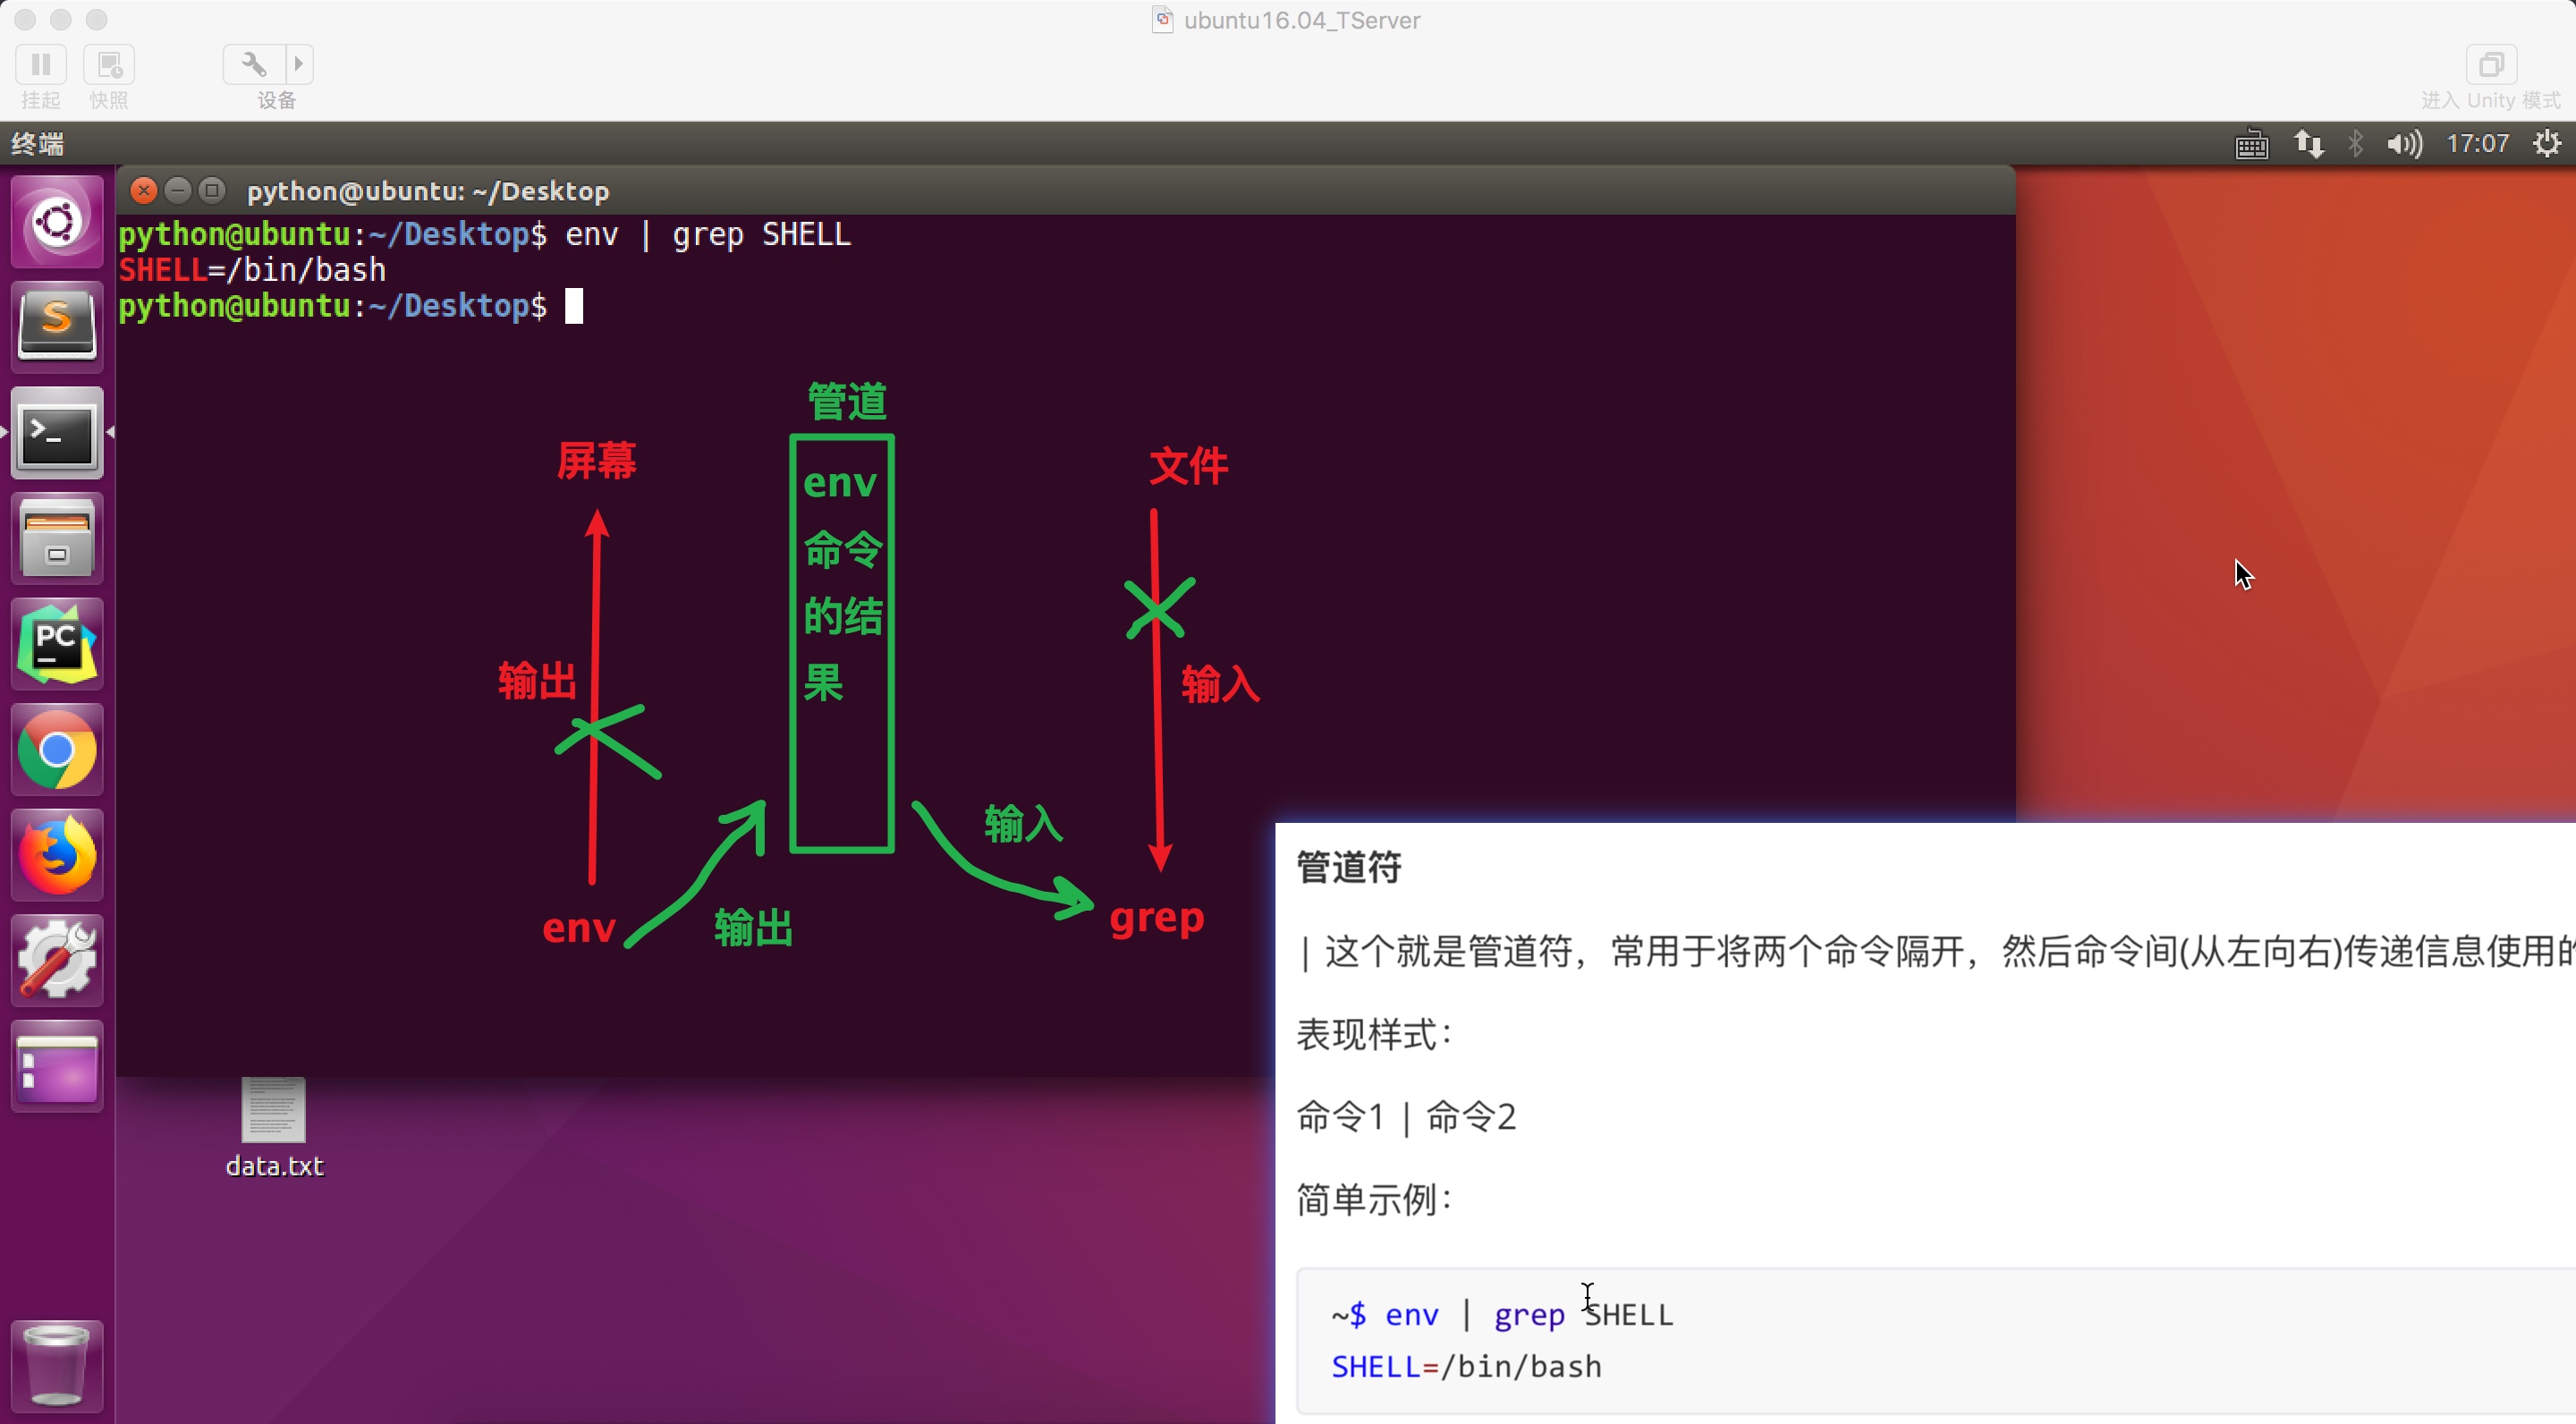 ubuntu16.04_TServer
挂起
快照
设备
进入 Unity 模式
终端
17:07
python@ubuntu: ~/Desktop
python@ubuntu:~/Desktop$ env | grep SHELL
SHELL=/bin/bash
python@ubuntu:~/Desktop$
管道
屏幕
文件
env
命令
的结
果
输出
输入
输入
env
输出
grep
PC
data.txt
管道符
| 这个就是管道符，常用于将两个命令隔开，然后命令间(从左向右)传递信息使用的
表现样式：
命令1 | 命令2
简单示例：
~$ env | grep SHELL
SHELL=/bin/bash